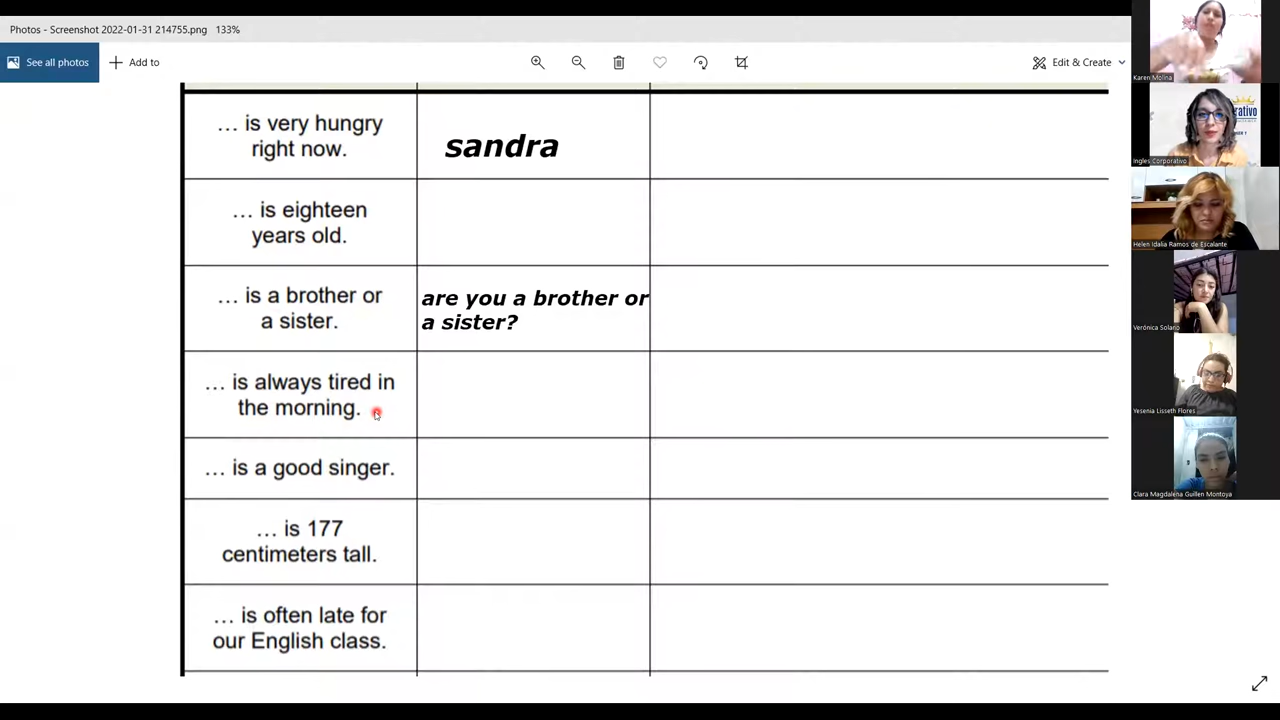 Photos - Screenshot 2022-01-31 214755.png 133%
See all photos
Add to
Edit & Create
… is very hungry
right now.
sandra
… is eighteen
years old.
… is a brother or
a sister.
are you a brother or
a sister?
… is always tired in
the morning.
… is a good singer.
… is 177
centimeters tall.
… is often late for
our English class.
Karen Molina
rativo
Ingles Corporativo
Helen Idalia Ramos de Escalante
Verónica Solano
Yesenia Lisseth Flores
Clara Magdalena Guillen Montoya